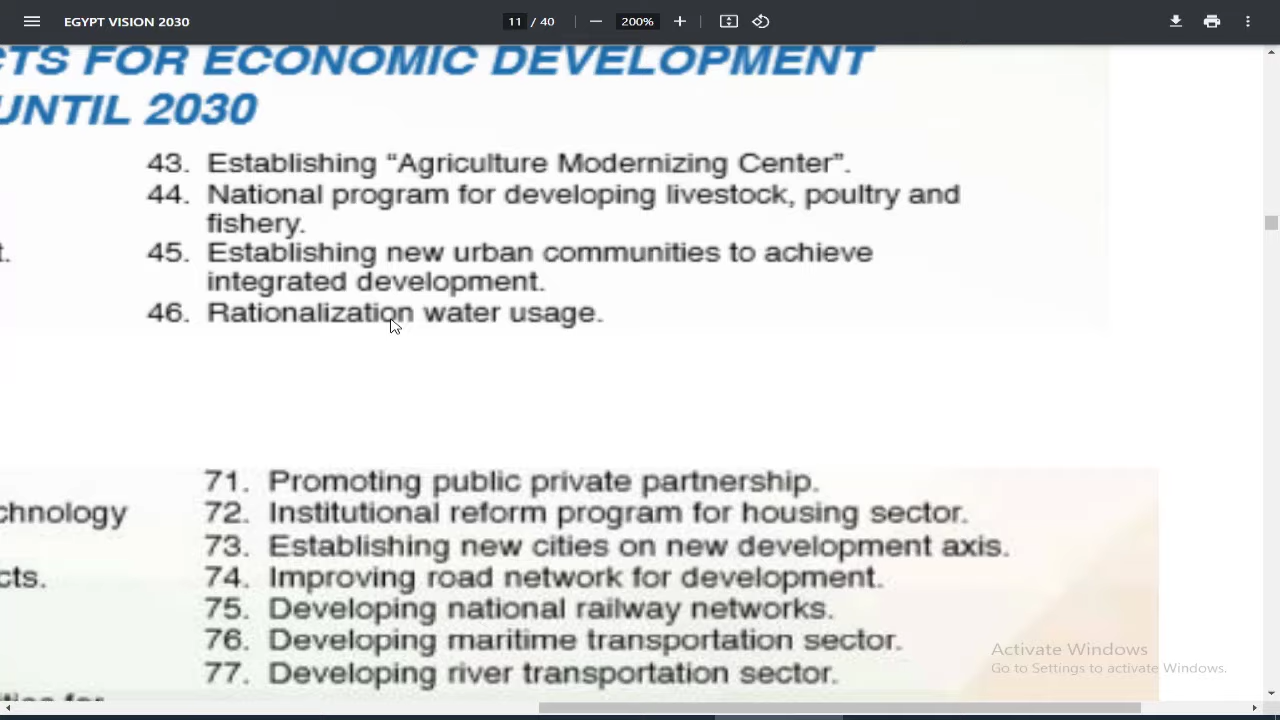 EGYPT VISION 2030
11 / 40
200%
CTS FOR ECONOMIC DEVELOPMENT
UNTIL 2030
43. Establishing “Agriculture Modernizing Center”.
44. National program for developing livestock, poultry and
fishery.
t.
45. Establishing new urban communities to achieve
integrated development.
46. Rationalization water usage.
71. Promoting public private partnership.
chnology
72. Institutional reform program for housing sector.
73. Establishing new cities on new development axis.
cts.
74. Improving road network for development.
75. Developing national railway networks.
76. Developing maritime transportation sector.
77. Developing river transportation sector.
Activate Windows
Go to Settings to activate Windows.